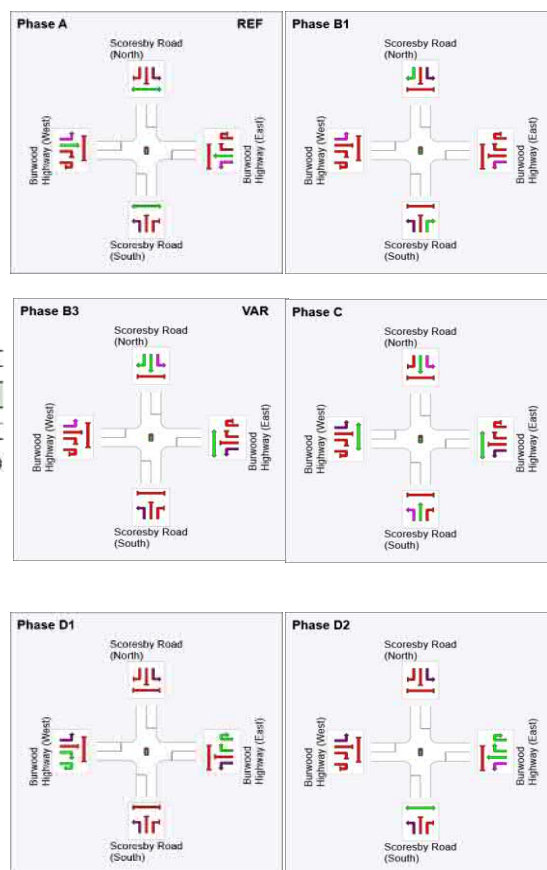 Phase A REF
Scoresby Road
(North)
Burwood
Highway (West)
Burwood
Highway (East)
Scoresby Road
(South)
Phase B1
Scoresby Road
(North)
Burwood
Highway (West)
Burwood
Highway (East)
Scoresby Road
(South)
Phase B3 VAR
Scoresby Road
(North)
Burwood
Highway (West)
Burwood
Highway (East)
Scoresby Road
(South)
Phase C
Scoresby Road
(North)
Burwood
Highway (West)
Burwood
Highway (East)
Scoresby Road
(South)
Phase D1
Scoresby Road
(North)
Burwood
Highway (West)
Burwood
Highway (East)
Scoresby Road
(South)
Phase D2
Scoresby Road
(North)
Burwood
Highway (West)
Burwood
Highway (East)
Scoresby Road
(South)